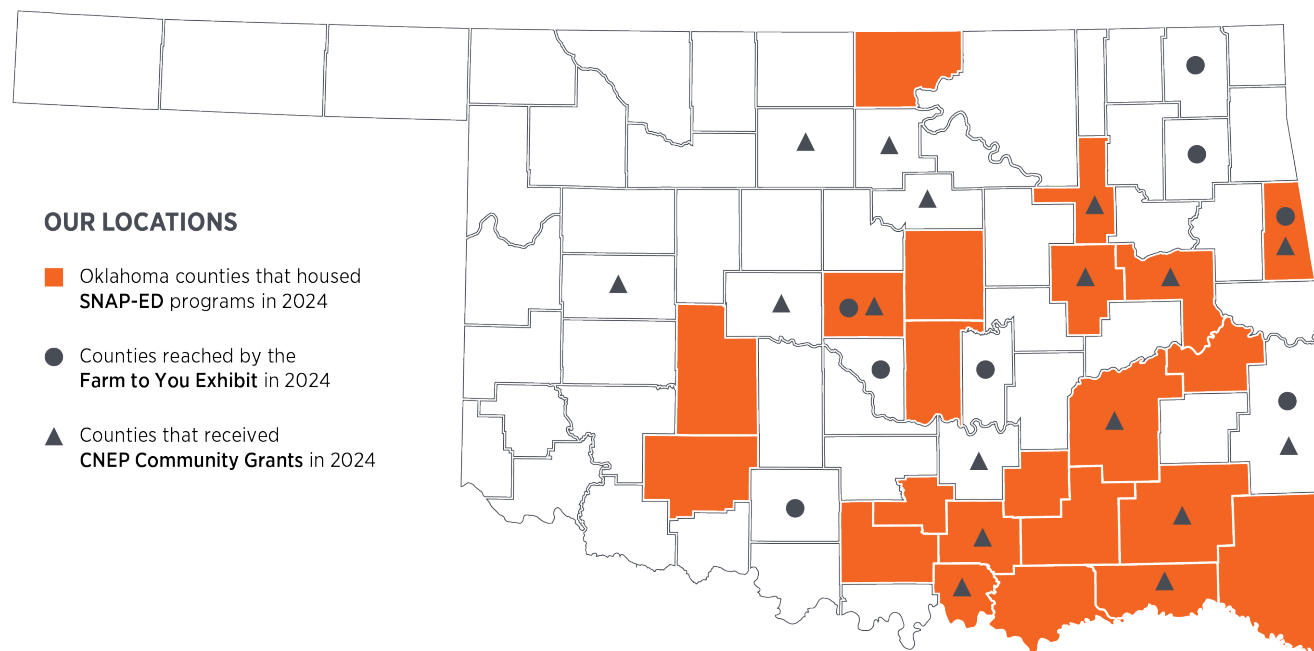 OUR LOCATIONS
Oklahoma counties that housed
SNAP-ED programs in 2024
Counties reached by the
Farm to You Exhibit in 2024
Counties that received
CNEP Community Grants in 2024